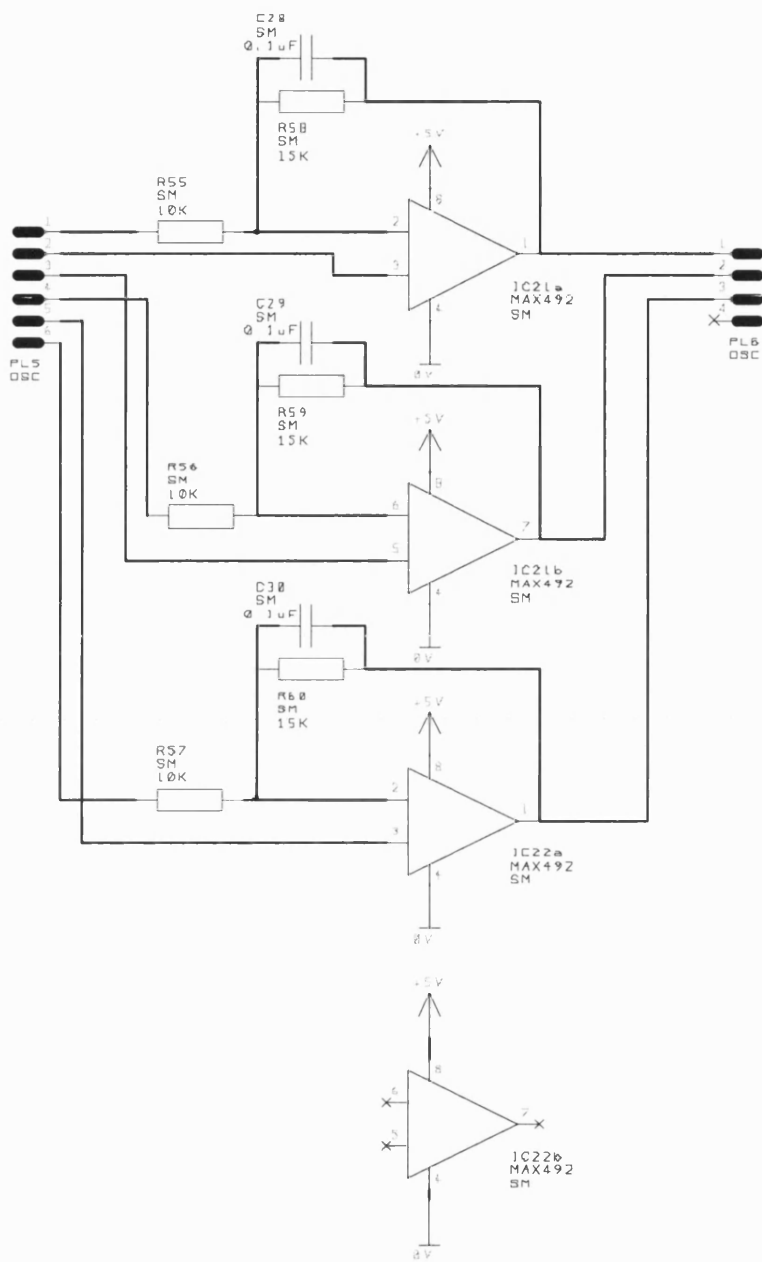 C28
SM
0.1uF
R58
SM
15K
+5V
R55
SM
10K
8
1
2
3
4
5
6
2
3
1
4
1
2
3
4
IC21a
MAX492
SM
PL5
OSC
PL6
OSC
0V
C29
SM
0.1uF
R59
SM
15K
+5V
R56
SM
10K
8
6
5
7
4
IC21b
MAX492
SM
0V
C30
SM
0.1uF
R60
SM
15K
+5V
R57
SM
10K
8
2
3
1
4
IC22a
MAX492
SM
0V
+5V
8
6
5
7
4
IC22b
MAX492
SM
0V